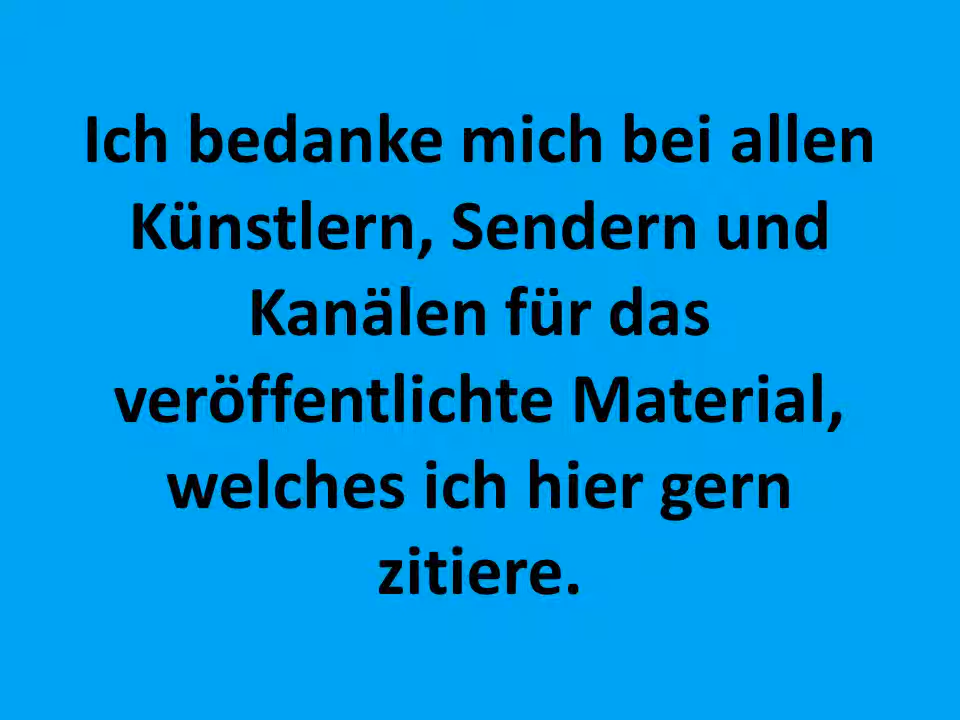 Ich bedanke mich bei allen
Künstlern, Sendern und
Kanälen für das
veröffentlichte Material,
welches ich hier gern
zitiere.